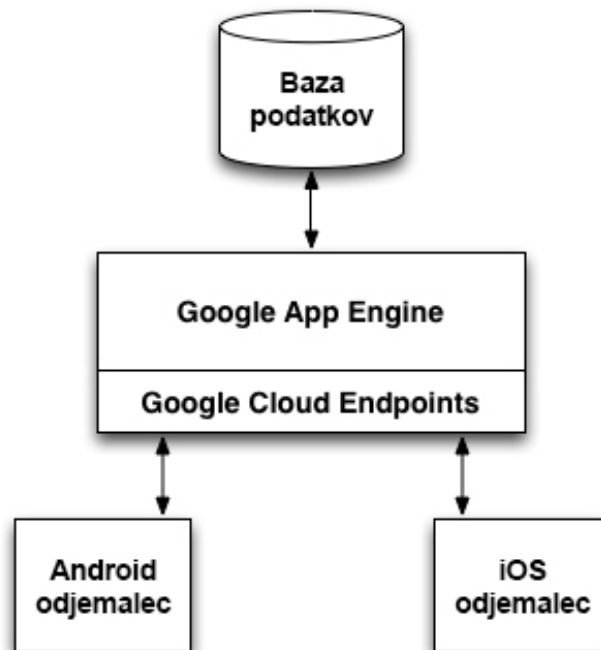 Baza
podatkov
Google App Engine
Google Cloud Endpoints
Android
odjemalec
iOS
odjemalec